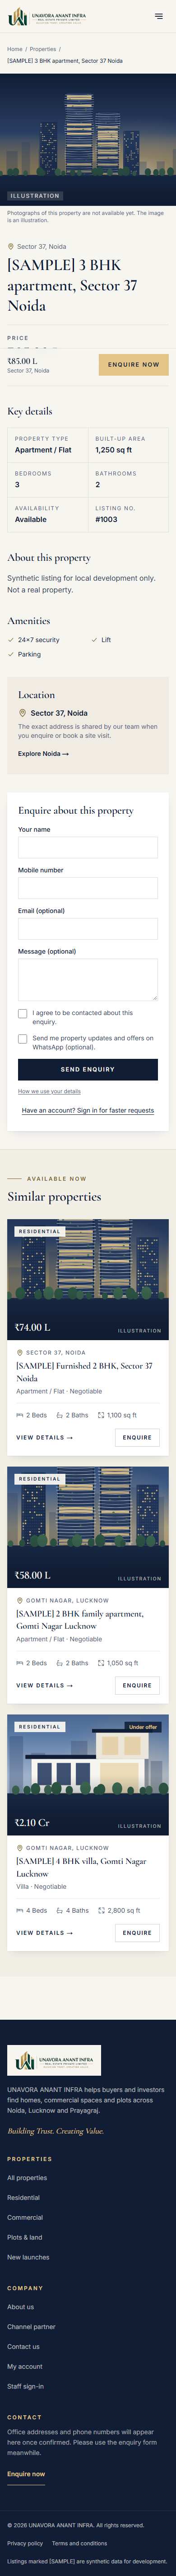 UNAVORA ANANT INFRA
Home / Properties /
[SAMPLE] 3 BHK apartment, Sector 37 Noida
ILLUSTRATION
Photographs of this property are not available yet. The image
is an illustration.
Sector 37, Noida
[SAMPLE] 3 BHK
apartment, Sector 37
Noida
PRICE
₹85.00 L
Sector 37, Noida
ENQUIRE NOW
Key details
PROPERTY TYPE
Apartment / Flat
BUILT-UP AREA
1,250 sq ft
BEDROOMS
3
BATHROOMS
2
AVAILABILITY
Available
LISTING NO.
#1003
About this property
Synthetic listing for local development only.
Not a real property.
Amenities
24×7 security
Lift
Parking
Location
Sector 37, Noida
The exact address is shared by our team when
you enquire or book a site visit.
Explore Noida →
Enquire about this property
Your name
Mobile number
Email (optional)
Message (optional)
I agree to be contacted about this
enquiry.
Send me property updates and offers on
WhatsApp (optional).
SEND ENQUIRY
How we use your details
Have an account? Sign in for faster requests
AVAILABLE NOW
Similar properties
RESIDENTIAL
₹74.00 L
ILLUSTRATION
SECTOR 37, NOIDA
[SAMPLE] Furnished 2 BHK, Sector 37
Noida
Apartment / Flat · Negotiable
2 Beds 2 Baths 1,100 sq ft
VIEW DETAILS →
ENQUIRE
RESIDENTIAL
₹58.00 L
ILLUSTRATION
GOMTI NAGAR, LUCKNOW
[SAMPLE] 2 BHK family apartment,
Gomti Nagar Lucknow
Apartment / Flat · Negotiable
2 Beds 2 Baths 1,050 sq ft
VIEW DETAILS →
ENQUIRE
RESIDENTIAL
Under offer
₹2.10 Cr
ILLUSTRATION
GOMTI NAGAR, LUCKNOW
[SAMPLE] 4 BHK villa, Gomti Nagar
Lucknow
Villa · Negotiable
4 Beds 4 Baths 2,800 sq ft
VIEW DETAILS →
ENQUIRE
UNAVORA ANANT INFRA
UNAVORA ANANT INFRA helps buyers and investors
find homes, commercial spaces and plots across
Noida, Lucknow and Prayagraj.
Building Trust. Creating Value.
PROPERTIES
All properties
Residential
Commercial
Plots & land
New launches
COMPANY
About us
Channel partner
Contact us
My account
Staff sign-in
CONTACT
Office addresses and phone numbers will appear
here once confirmed. Please use the enquiry form
meanwhile.
Enquire now
© 2026 UNAVORA ANANT INFRA. All rights reserved.
Privacy policy Terms and conditions
Listings marked [SAMPLE] are synthetic data for development.